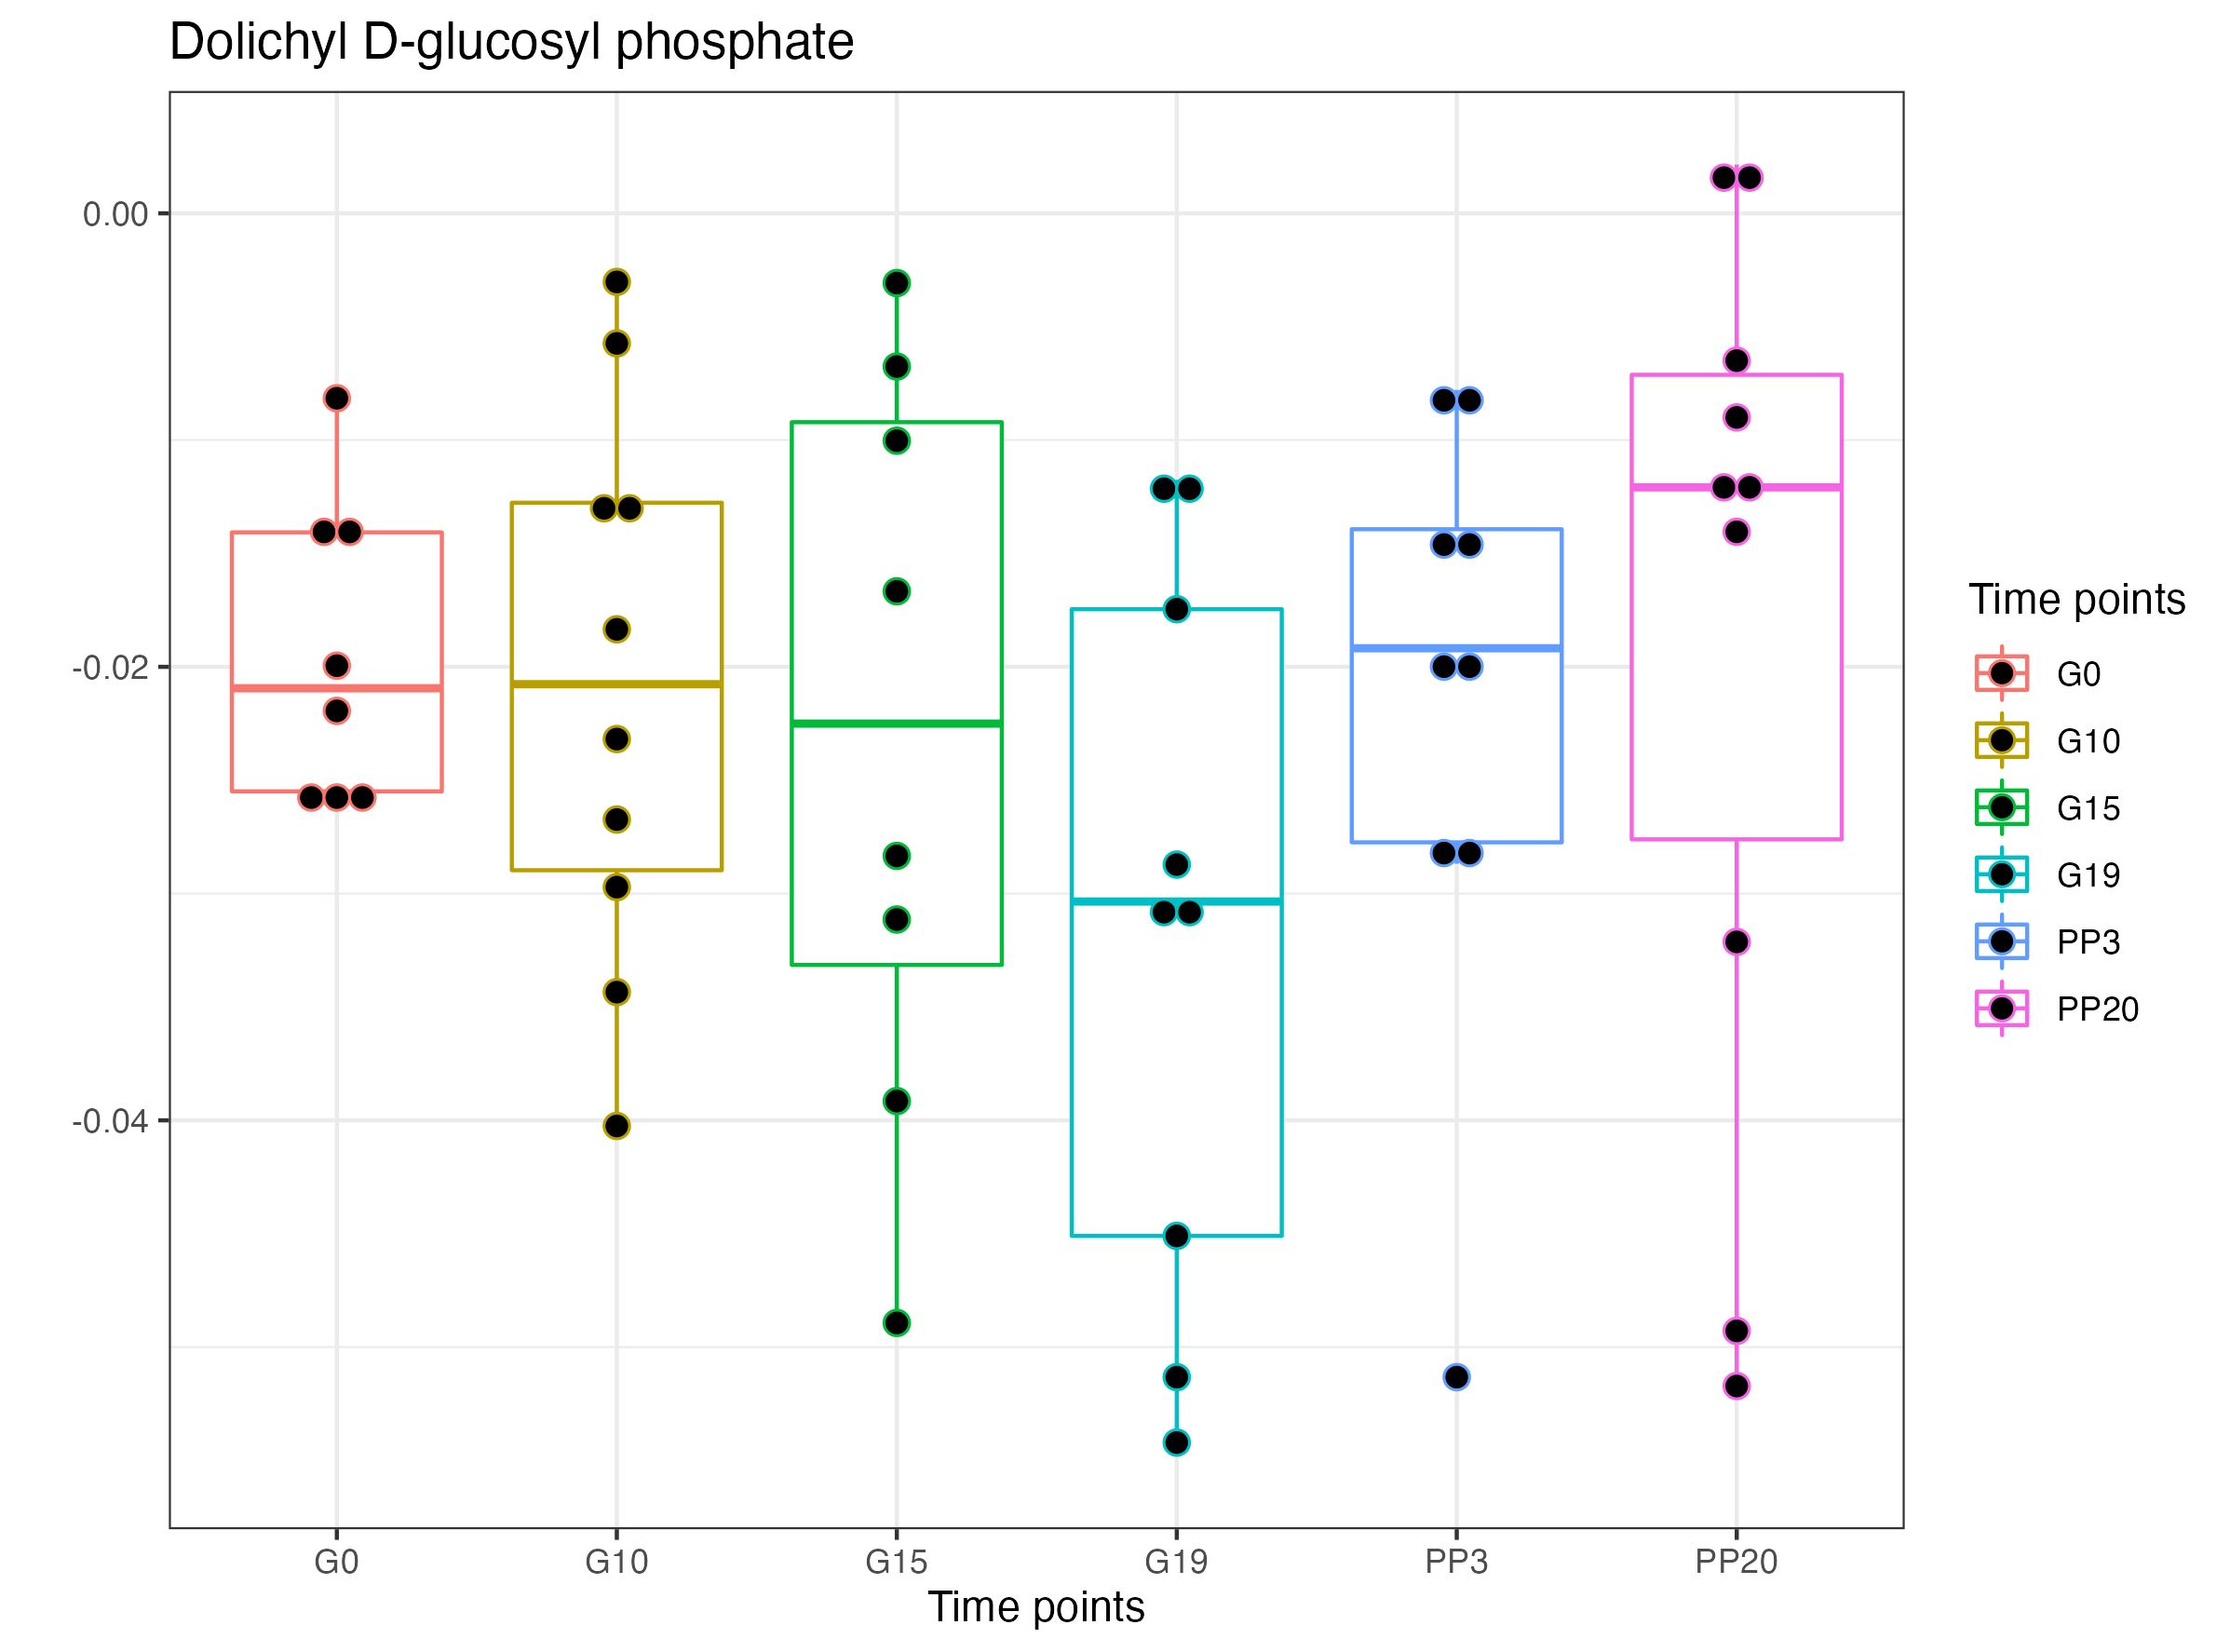 Dolichyl D-glucosyl phosphate
0.00
-0.02
-0.04
G0 G10 G15 G19 PP3 PP20
Time points
Time points
G0
G10
G15
G19
PP3
PP20